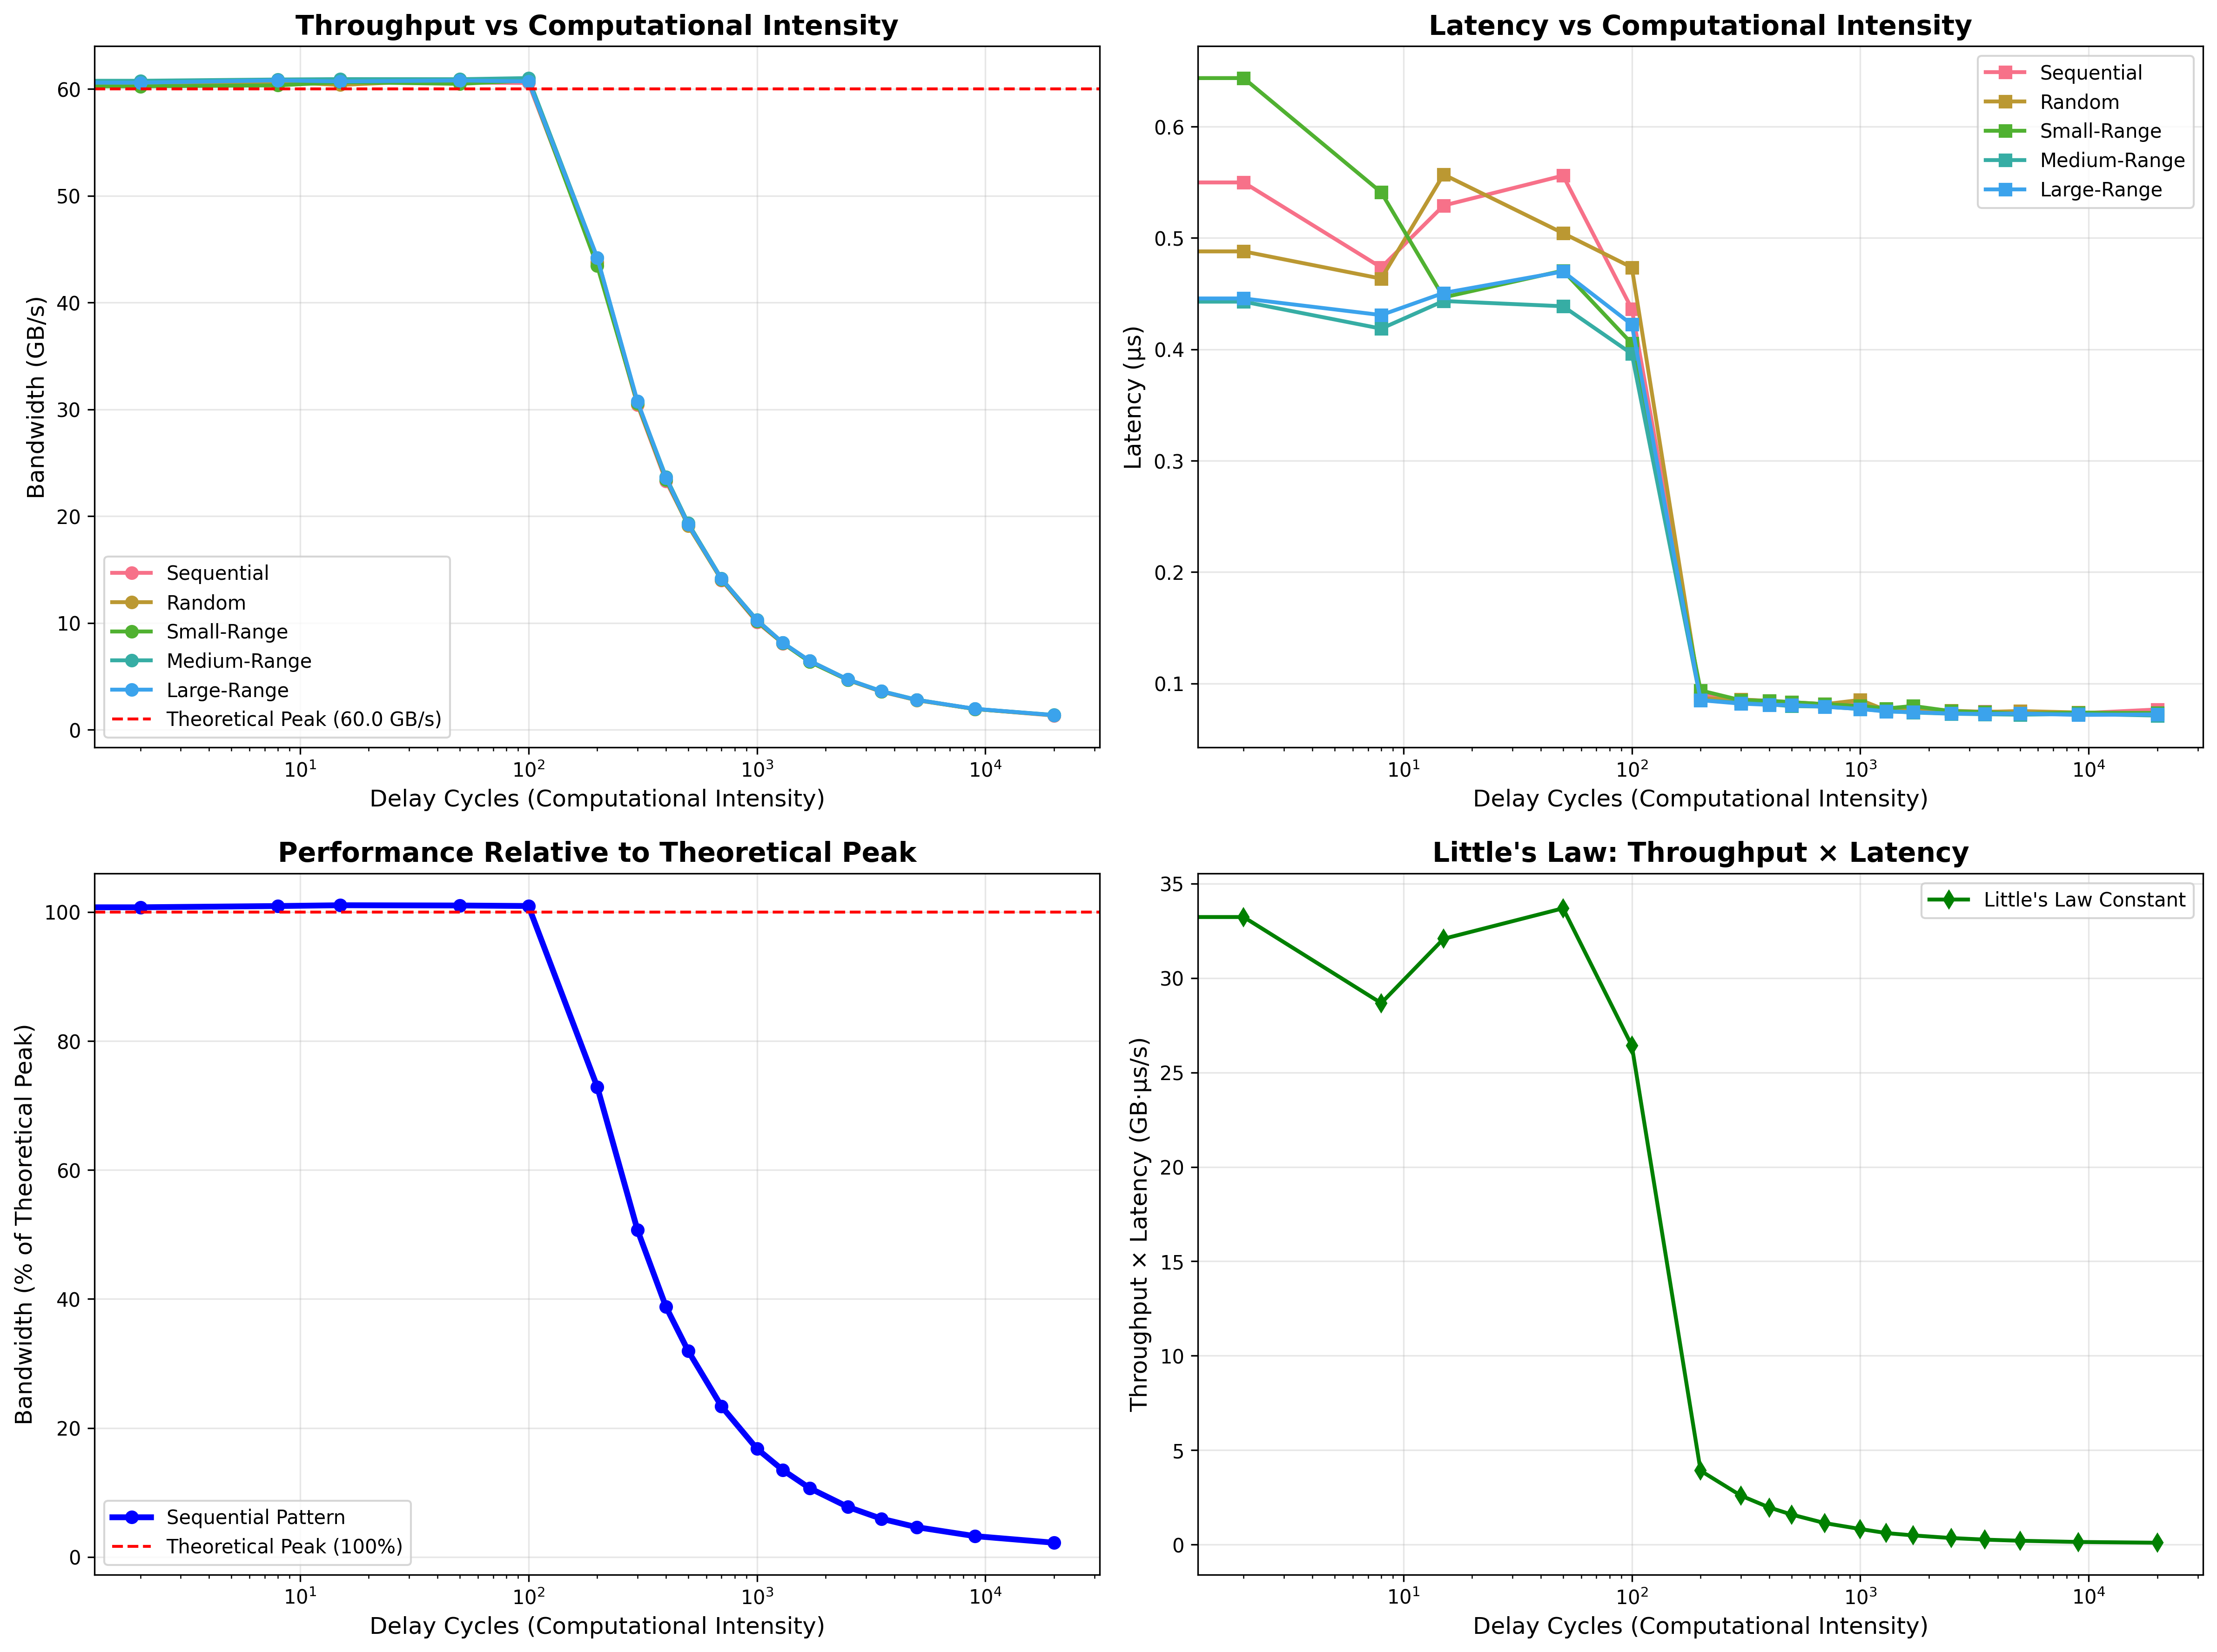 Throughput vs Computational Intensity
Bandwidth (GB/s)
60
50
40
30
20
10
0
Sequential
Random
Small-Range
Medium-Range
Large-Range
Theoretical Peak (60.0 GB/s)
10¹ 10² 10³ 10⁴
Delay Cycles (Computational Intensity)
Latency vs Computational Intensity
Latency (µs)
0.6
0.5
0.4
0.3
0.2
0.1
Sequential
Random
Small-Range
Medium-Range
Large-Range
10¹ 10² 10³ 10⁴
Delay Cycles (Computational Intensity)
Performance Relative to Theoretical Peak
Bandwidth (% of Theoretical Peak)
100
80
60
40
20
0
Sequential Pattern
Theoretical Peak (100%)
10¹ 10² 10³ 10⁴
Delay Cycles (Computational Intensity)
Little's Law: Throughput × Latency
Throughput × Latency (GB·µs/s)
35
30
25
20
15
10
5
0
Little's Law Constant
10¹ 10² 10³ 10⁴
Delay Cycles (Computational Intensity)